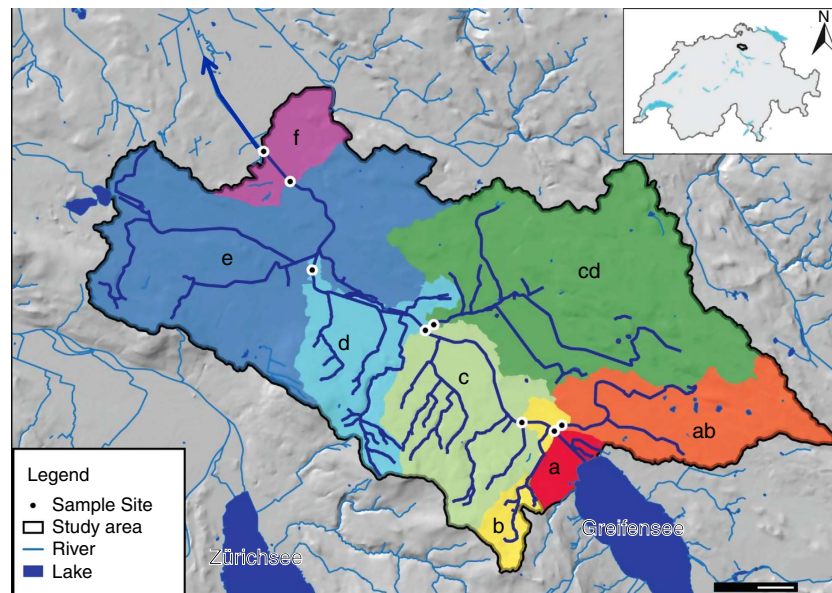 N
f
e
cd
d
c
ab
a
b
Legend
Sample Site
Study area
River
Lake
Zürichsee
Greifensee